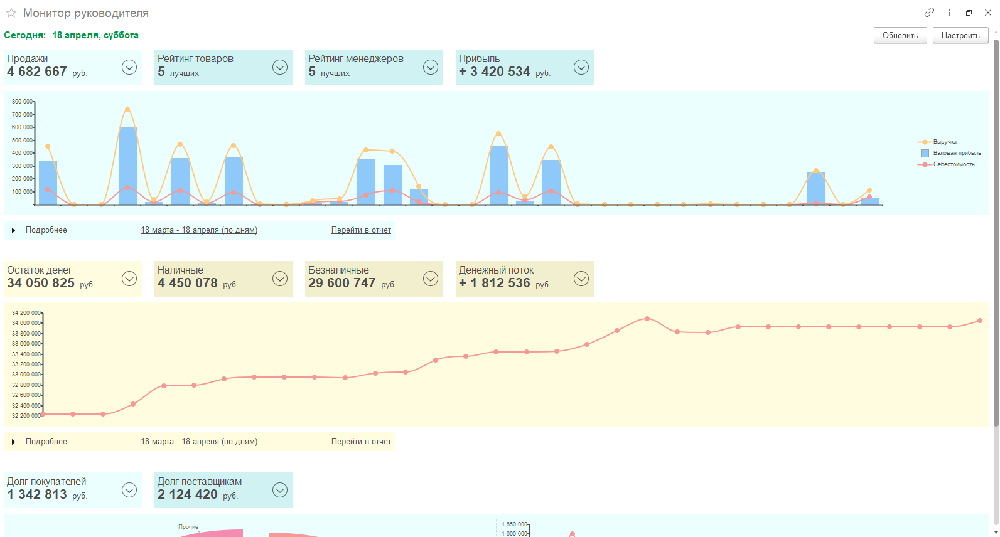 Монитор руководителя
Сегодня: 18 апреля, суббота
Обновить
Настроить
Продажи
4 682 667 руб.
Рейтинг товаров
5 лучших
Рейтинг менеджеров
5 лучших
Прибыль
+ 3 420 534 руб.
800 000
700 000
600 000
500 000
400 000
300 000
200 000
100 000
Выручка
Валовая прибыль
Себестоимость
Подробнее
18 марта - 18 апреля (по дням)
Перейти в отчет
Остаток денег
34 050 825 руб.
Наличные
4 450 078 руб.
Безналичные
29 600 747 руб.
Денежный поток
+ 1 812 536 руб.
34 200 000
34 000 000
33 800 000
33 600 000
33 400 000
33 200 000
33 000 000
32 800 000
32 600 000
32 400 000
32 200 000
Подробнее
18 марта - 18 апреля (по дням)
Перейти в отчет
Долг покупателей
1 342 813 руб.
Долг поставщикам
2 124 420 руб.
Прочие
1 650 000
1 600 000